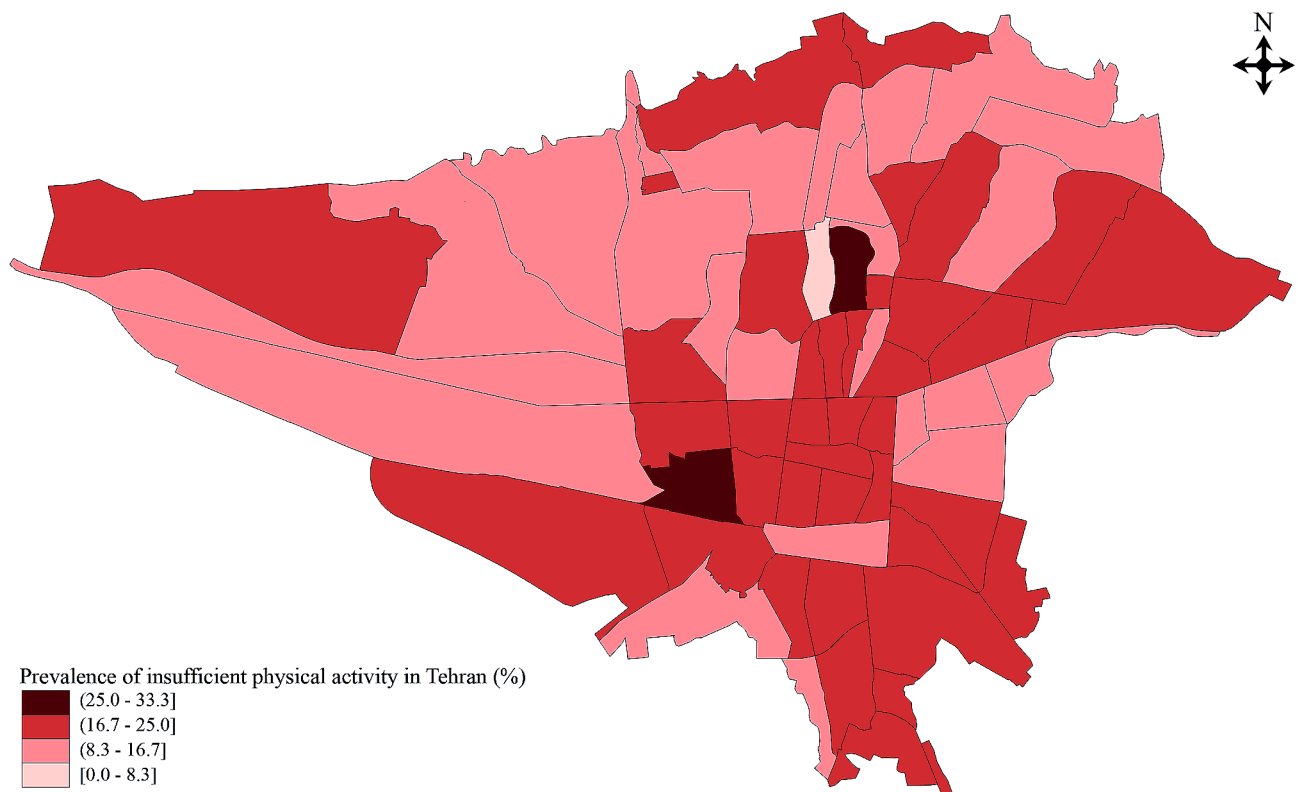 N
Prevalence of insufficient physical activity in Tehran (%)
(25.0 - 33.3]
(16.7 - 25.0]
(8.3 - 16.7]
[0.0 - 8.3]